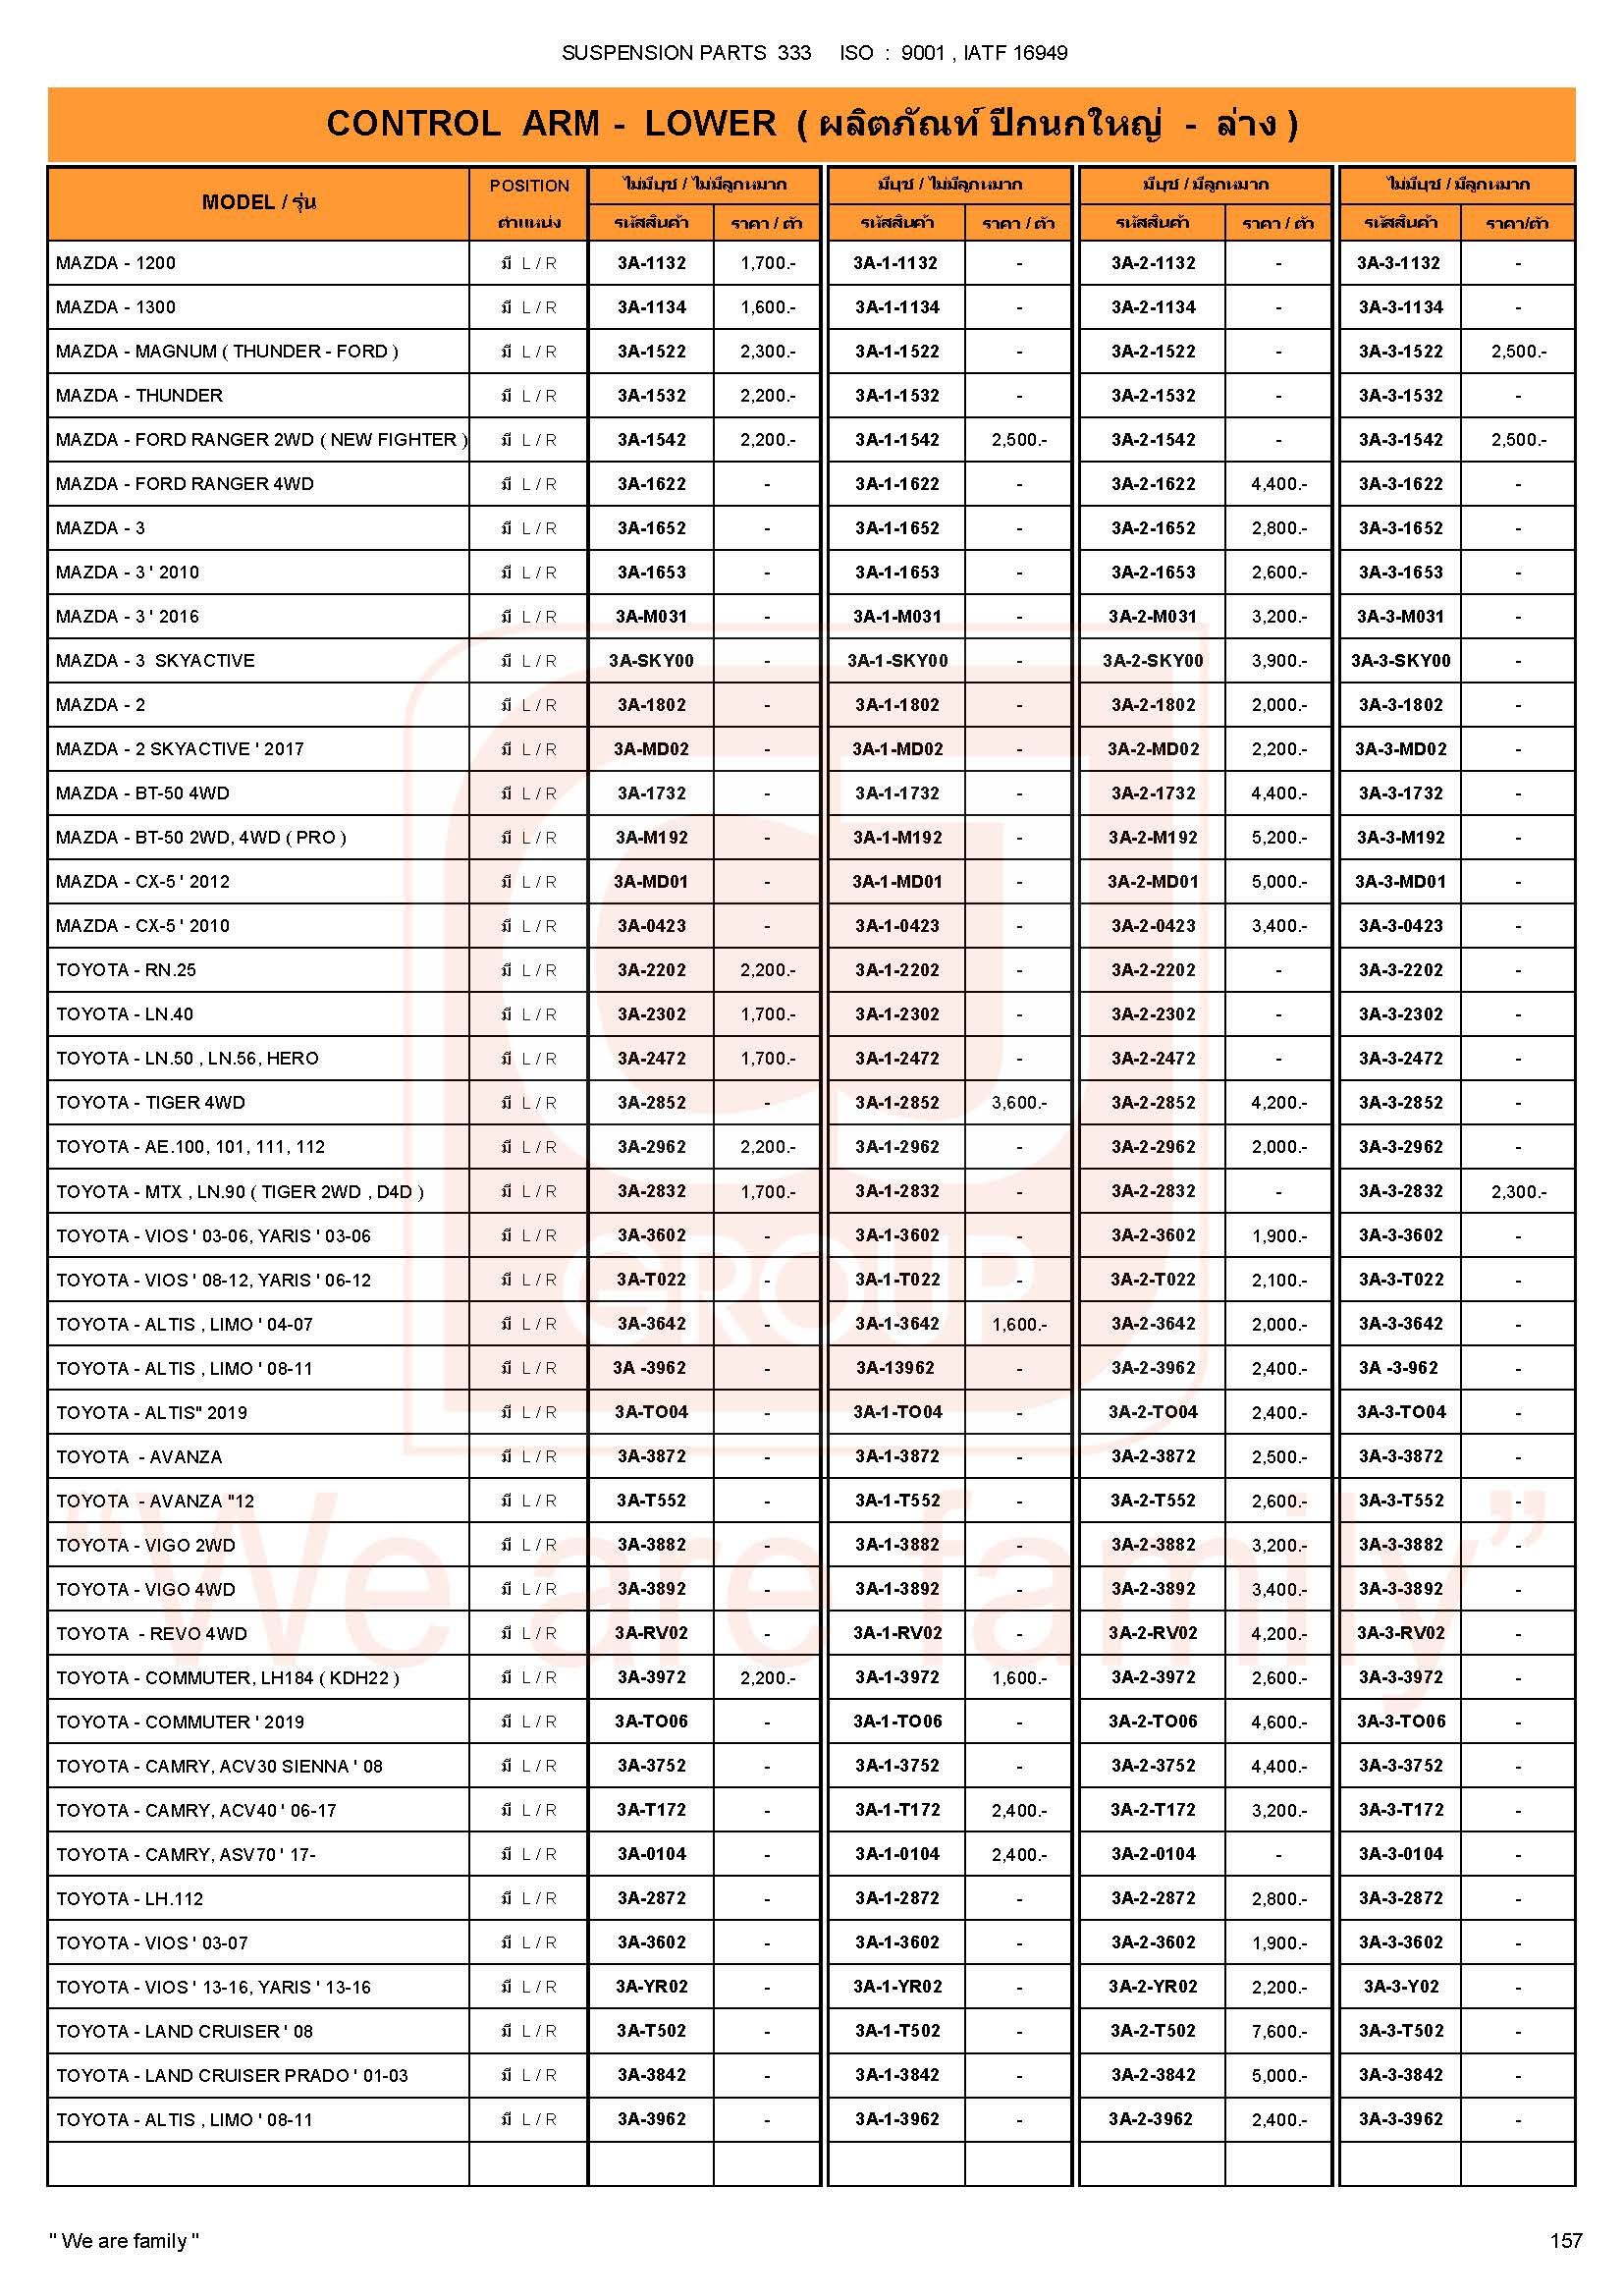 SUSPENSION PARTS 333 ISO : 9001 , IATF 16949
CONTROL ARM - LOWER ( ผลิตภัณฑ์ ปีกนกใหญ่ - ล่าง )
MODEL / รุ่น POSITION ไม่มีบุช / ไม่มีลูกหมาก มีบุช / ไม่มีลูกหมาก มีบุช / มีลูกหมาก ไม่มีบุช / มีลูกหมาก
ตำแหน่ง รหัสสินค้า ราคา / ตัว รหัสสินค้า ราคา / ตัว รหัสสินค้า ราคา / ตัว รหัสสินค้า ราคา/ตัว
MAZDA - 1200 มี L / R 3A-1132 1,700.- 3A-1-1132 - 3A-2-1132 - 3A-3-1132 -
MAZDA - 1300 มี L / R 3A-1134 1,600.- 3A-1-1134 - 3A-2-1134 - 3A-3-1134 -
MAZDA - MAGNUM ( THUNDER - FORD ) มี L / R 3A-1522 2,300.- 3A-1-1522 - 3A-2-1522 - 3A-3-1522 2,500.-
MAZDA - THUNDER มี L / R 3A-1532 2,200.- 3A-1-1532 - 3A-2-1532 - 3A-3-1532 -
MAZDA - FORD RANGER 2WD ( NEW FIGHTER ) มี L / R 3A-1542 2,200.- 3A-1-1542 2,500.- 3A-2-1542 - 3A-3-1542 2,500.-
MAZDA - FORD RANGER 4WD มี L / R 3A-1622 - 3A-1-1622 - 3A-2-1622 4,400.- 3A-3-1622 -
MAZDA - 3 มี L / R 3A-1652 - 3A-1-1652 - 3A-2-1652 2,800.- 3A-3-1652 -
MAZDA - 3 ' 2010 มี L / R 3A-1653 - 3A-1-1653 - 3A-2-1653 2,600.- 3A-3-1653 -
MAZDA - 3 ' 2016 มี L / R 3A-M031 - 3A-1-M031 - 3A-2-M031 3,200.- 3A-3-M031 -
MAZDA - 3 SKYACTIVE มี L / R 3A-SKY00 - 3A-1-SKY00 - 3A-2-SKY00 3,900.- 3A-3-SKY00 -
MAZDA - 2 มี L / R 3A-1802 - 3A-1-1802 - 3A-2-1802 2,000.- 3A-3-1802 -
MAZDA - 2 SKYACTIVE ' 2017 มี L / R 3A-MD02 - 3A-1-MD02 - 3A-2-MD02 2,200.- 3A-3-MD02 -
MAZDA - BT-50 4WD มี L / R 3A-1732 - 3A-1-1732 - 3A-2-1732 4,400.- 3A-3-1732 -
MAZDA - BT-50 2WD, 4WD ( PRO ) มี L / R 3A-M192 - 3A-1-M192 - 3A-2-M192 5,200.- 3A-3-M192 -
MAZDA - CX-5 ' 2012 มี L / R 3A-MD01 - 3A-1-MD01 - 3A-2-MD01 5,000.- 3A-3-MD01 -
MAZDA - CX-5 ' 2010 มี L / R 3A-0423 - 3A-1-0423 - 3A-2-0423 3,400.- 3A-3-0423 -
TOYOTA - RN.25 มี L / R 3A-2202 2,200.- 3A-1-2202 - 3A-2-2202 - 3A-3-2202 -
TOYOTA - LN.40 มี L / R 3A-2302 1,700.- 3A-1-2302 - 3A-2-2302 - 3A-3-2302 -
TOYOTA - LN.50 , LN.56, HERO มี L / R 3A-2472 1,700.- 3A-1-2472 - 3A-2-2472 - 3A-3-2472 -
TOYOTA - TIGER 4WD มี L / R 3A-2852 - 3A-1-2852 3,600.- 3A-2-2852 4,200.- 3A-3-2852 -
TOYOTA - AE.100, 101, 111, 112 มี L / R 3A-2962 2,200.- 3A-1-2962 - 3A-2-2962 2,000.- 3A-3-2962 -
TOYOTA - MTX , LN.90 ( TIGER 2WD , D4D ) มี L / R 3A-2832 1,700.- 3A-1-2832 - 3A-2-2832 - 3A-3-2832 2,300.-
TOYOTA - VIOS ' 03-06, YARIS ' 03-06 มี L / R 3A-3602 - 3A-1-3602 - 3A-2-3602 1,900.- 3A-3-3602 -
TOYOTA - VIOS ' 08-12, YARIS ' 06-12 มี L / R 3A-T022 - 3A-1-T022 - 3A-2-T022 2,100.- 3A-3-T022 -
TOYOTA - ALTIS , LIMO ' 04-07 มี L / R 3A-3642 - 3A-1-3642 1,600.- 3A-2-3642 2,000.- 3A-3-3642 -
TOYOTA - ALTIS , LIMO ' 08-11 มี L / R 3A -3962 - 3A-13962 - 3A-2-3962 2,400.- 3A -3-962 -
TOYOTA - ALTIS" 2019 มี L / R 3A-TO04 - 3A-1-TO04 - 3A-2-TO04 2,400.- 3A-3-TO04 -
TOYOTA - AVANZA มี L / R 3A-3872 - 3A-1-3872 - 3A-2-3872 2,500.- 3A-3-3872 -
TOYOTA - AVANZA "12 มี L / R 3A-T552 - 3A-1-T552 - 3A-2-T552 2,600.- 3A-3-T552 -
TOYOTA - VIGO 2WD มี L / R 3A-3882 - 3A-1-3882 - 3A-2-3882 3,200.- 3A-3-3882 -
TOYOTA - VIGO 4WD มี L / R 3A-3892 - 3A-1-3892 - 3A-2-3892 3,400.- 3A-3-3892 -
TOYOTA - REVO 4WD มี L / R 3A-RV02 - 3A-1-RV02 - 3A-2-RV02 4,200.- 3A-3-RV02 -
TOYOTA - COMMUTER, LH184 ( KDH22 ) มี L / R 3A-3972 2,200.- 3A-1-3972 1,600.- 3A-2-3972 2,600.- 3A-3-3972 -
TOYOTA - COMMUTER ' 2019 มี L / R 3A-TO06 - 3A-1-TO06 - 3A-2-TO06 4,600.- 3A-3-TO06 -
TOYOTA - CAMRY, ACV30 SIENNA ' 08 มี L / R 3A-3752 - 3A-1-3752 - 3A-2-3752 4,400.- 3A-3-3752 -
TOYOTA - CAMRY, ACV40 ' 06-17 มี L / R 3A-T172 - 3A-1-T172 2,400.- 3A-2-T172 3,200.- 3A-3-T172 -
TOYOTA - CAMRY, ASV70 ' 17- มี L / R 3A-0104 - 3A-1-0104 2,400.- 3A-2-0104 - 3A-3-0104 -
TOYOTA - LH.112 มี L / R 3A-2872 - 3A-1-2872 - 3A-2-2872 2,800.- 3A-3-2872 -
TOYOTA - VIOS ' 03-07 มี L / R 3A-3602 - 3A-1-3602 - 3A-2-3602 1,900.- 3A-3-3602 -
TOYOTA - VIOS ' 13-16, YARIS ' 13-16 มี L / R 3A-YR02 - 3A-1-YR02 - 3A-2-YR02 2,200.- 3A-3-Y02 -
TOYOTA - LAND CRUISER ' 08 มี L / R 3A-T502 - 3A-1-T502 - 3A-2-T502 7,600.- 3A-3-T502 -
TOYOTA - LAND CRUISER PRADO ' 01-03 มี L / R 3A-3842 - 3A-1-3842 - 3A-2-3842 5,000.- 3A-3-3842 -
TOYOTA - ALTIS , LIMO ' 08-11 มี L / R 3A-3962 - 3A-1-3962 - 3A-2-3962 2,400.- 3A-3-3962 -
GROUP
“We are family”
" We are family " 157